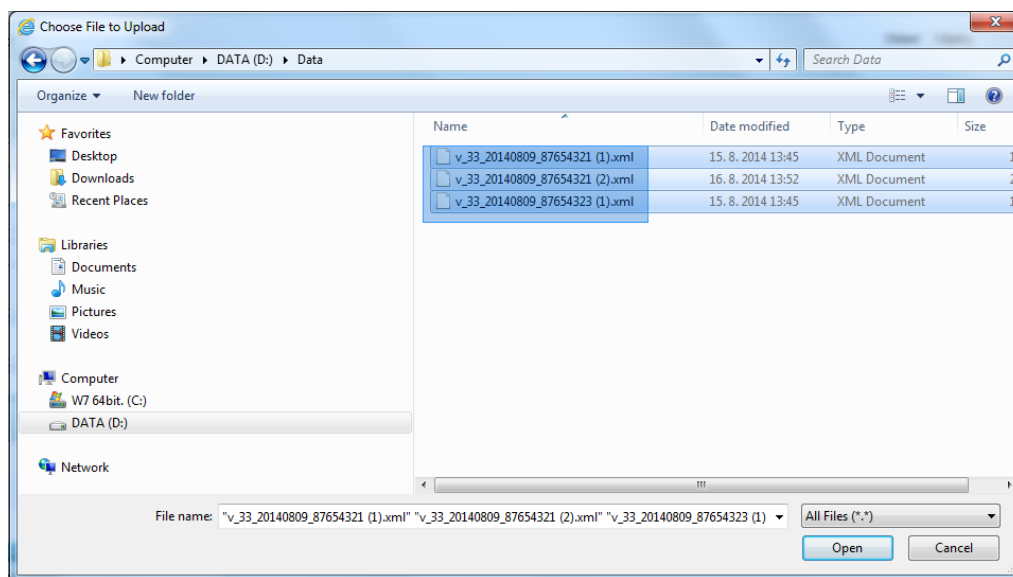 Choose File to Upload
x
Computer DATA (D:) Data
Search Data
Organize New folder
?
Name Date modified Type Size
Favorites
Desktop
Downloads
Recent Places
Libraries
Documents
Music
Pictures
Videos
Computer
W7 64bit. (C:)
DATA (D:)
Network
v_33_20140809_87654321 (1).xml 15. 8. 2014 13:45 XML Document 1
v_33_20140809_87654321 (2).xml 16. 8. 2014 13:52 XML Document 2
v_33_20140809_87654323 (1).xml 15. 8. 2014 13:45 XML Document 1
File name: "v_33_20140809_87654321 (1).xml" "v_33_20140809_87654321 (2).xml" "v_33_20140809_87654323 (1) All Files (*.*)
Open Cancel